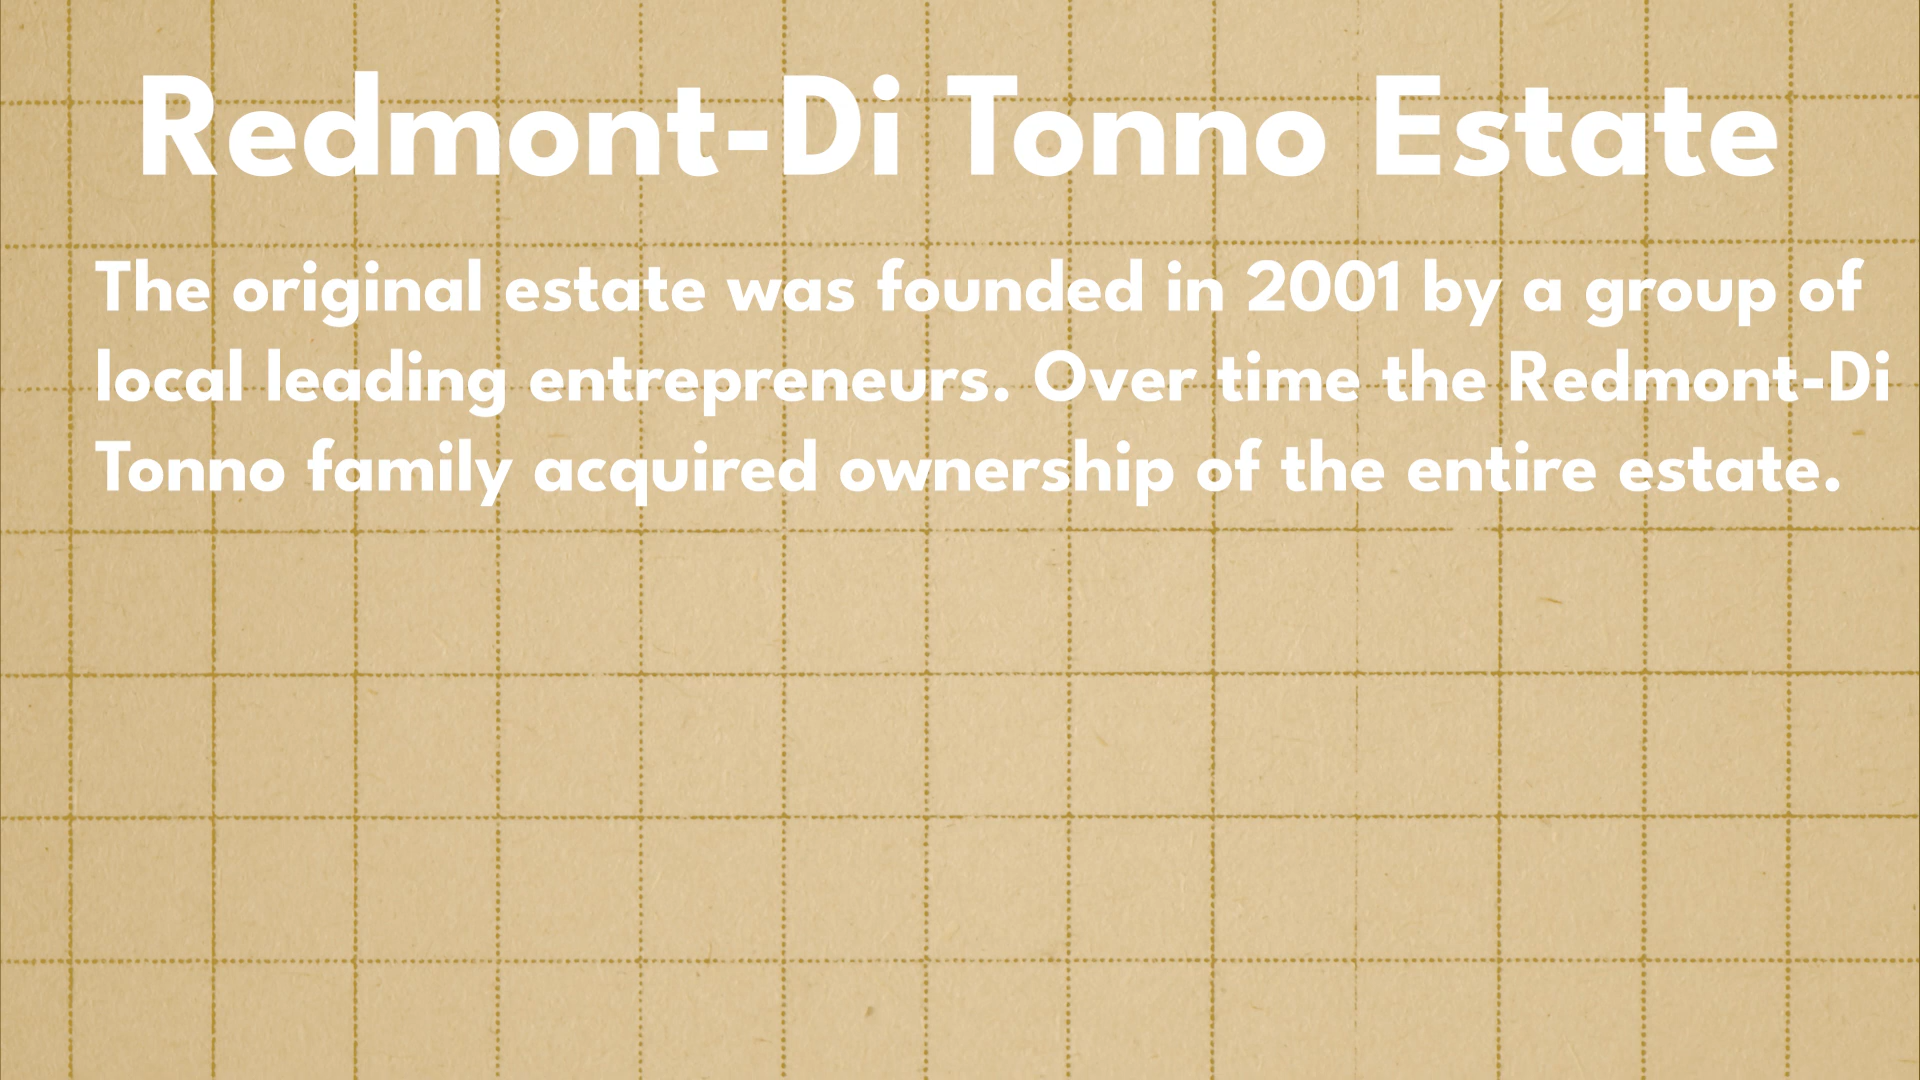 Redmont-Di Tonno Estate
The original estate was founded in 2001 by a group of
local leading entrepreneurs. Over time the Redmont-Di
Tonno family acquired ownership of the entire estate.